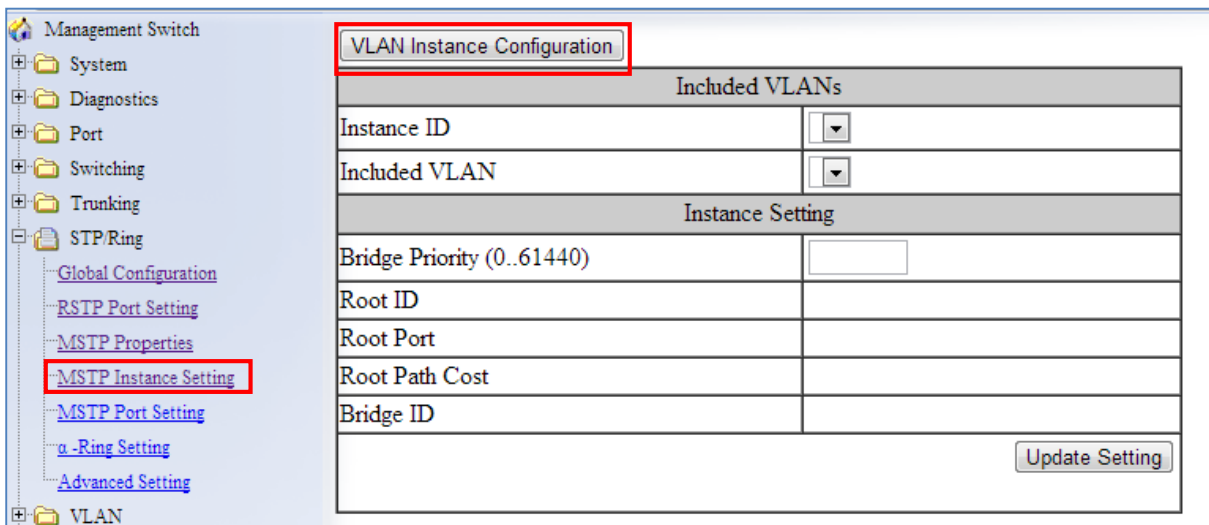 Management Switch
System
Diagnostics
Port
Switching
Trunking
STP/Ring
Global Configuration
RSTP Port Setting
MSTP Properties
MSTP Instance Setting
MSTP Port Setting
α -Ring Setting
Advanced Setting
VLAN
VLAN Instance Configuration
Included VLANs
Instance ID
Included VLAN
Instance Setting
Bridge Priority (0..61440)
Root ID
Root Port
Root Path Cost
Bridge ID
Update Setting